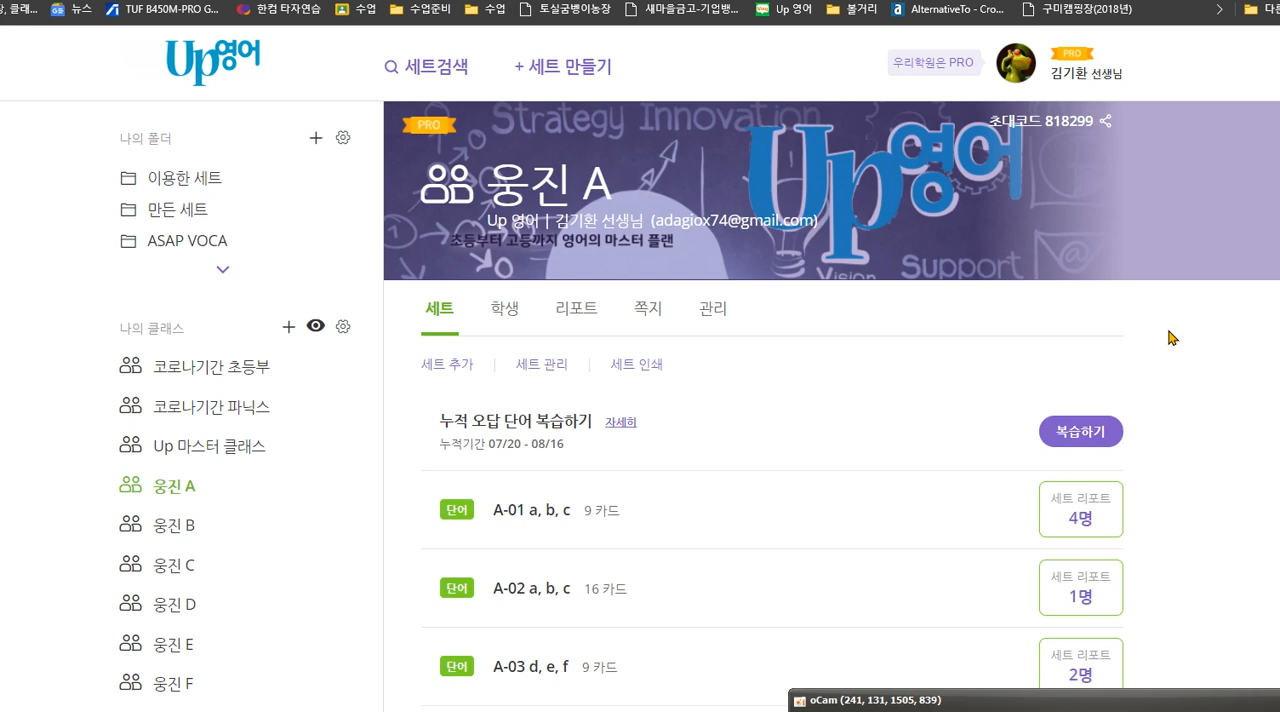 , 클래...
뉴스
TUF B450M-PRO G...
한컴 타자연습
수업
수업준비
수업
토실굼벵이농장
새마을금고-기업뱅...
Up 영어
볼거리
AlternativeTo - Cro...
구미캠핑장(2018년)
다른
Up영어
세트검색
+ 세트 만들기
우리학원은 PRO
PRO
김기환 선생님
나의 폴더
이용한 세트
만든 세트
ASAP VOCA
나의 클래스
코로나기간 초등부
코로나기간 파닉스
Up 마스터 클래스
웅진 A
웅진 B
웅진 C
웅진 D
웅진 E
웅진 F
PRO
Strategy Innovation
초대코드 818299
Up영어
웅진 A
Up 영어 | 김기환 선생님 (adagiox74@gmail.com)
초등부터 고등까지 영어의 마스터 플랜
Vision
Support
세트 학생 리포트 쪽지 관리
세트 추가 | 세트 관리 | 세트 인쇄
누적 오답 단어 복습하기 자세히
누적기간 07/20 - 08/16
복습하기
단어 A-01 a, b, c 9 카드
세트 리포트
4명
단어 A-02 a, b, c 16 카드
세트 리포트
1명
단어 A-03 d, e, f 9 카드
세트 리포트
2명
oCam (241, 131, 1505, 839)